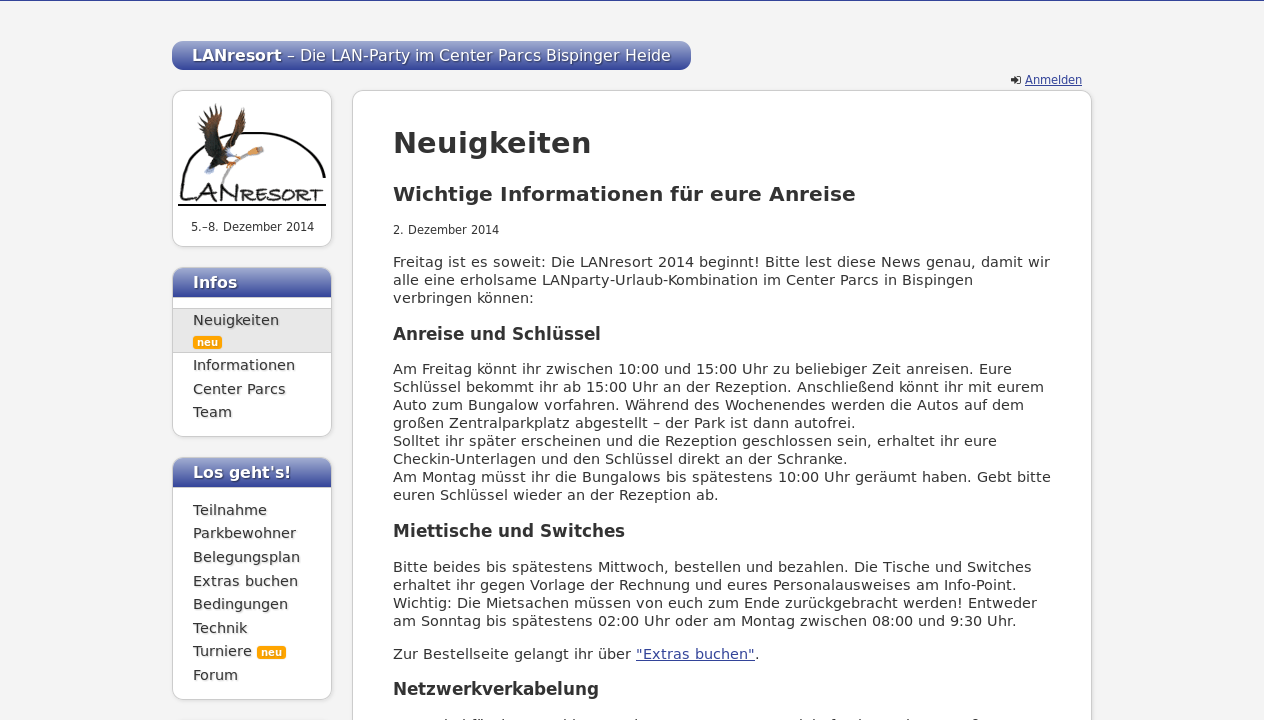 LANresort – Die LAN-Party im Center Parcs Bispinger Heide
Anmelden
LANRESORT
5.–8. Dezember 2014
Infos
Neuigkeiten
neu
Informationen
Center Parcs
Team
Los geht's!
Teilnahme
Parkbewohner
Belegungsplan
Extras buchen
Bedingungen
Technik
Turniere neu
Forum
Neuigkeiten
Wichtige Informationen für eure Anreise
2. Dezember 2014
Freitag ist es soweit: Die LANresort 2014 beginnt! Bitte lest diese News genau, damit wir
alle eine erholsame LANparty-Urlaub-Kombination im Center Parcs in Bispingen
verbringen können:
Anreise und Schlüssel
Am Freitag könnt ihr zwischen 10:00 und 15:00 Uhr zu beliebiger Zeit anreisen. Eure
Schlüssel bekommt ihr ab 15:00 Uhr an der Rezeption. Anschließend könnt ihr mit eurem
Auto zum Bungalow vorfahren. Während des Wochenendes werden die Autos auf dem
großen Zentralparkplatz abgestellt – der Park ist dann autofrei.
Solltet ihr später erscheinen und die Rezeption geschlossen sein, erhaltet ihr eure
Checkin-Unterlagen und den Schlüssel direkt an der Schranke.
Am Montag müsst ihr die Bungalows bis spätestens 10:00 Uhr geräumt haben. Gebt bitte
euren Schlüssel wieder an der Rezeption ab.
Miettische und Switches
Bitte beides bis spätestens Mittwoch, bestellen und bezahlen. Die Tische und Switches
erhaltet ihr gegen Vorlage der Rechnung und eures Personalausweises am Info-Point.
Wichtig: Die Mietsachen müssen von euch zum Ende zurückgebracht werden! Entweder
am Sonntag bis spätestens 02:00 Uhr oder am Montag zwischen 08:00 und 9:30 Uhr.
Zur Bestellseite gelangt ihr über "Extras buchen".
Netzwerkverkabelung